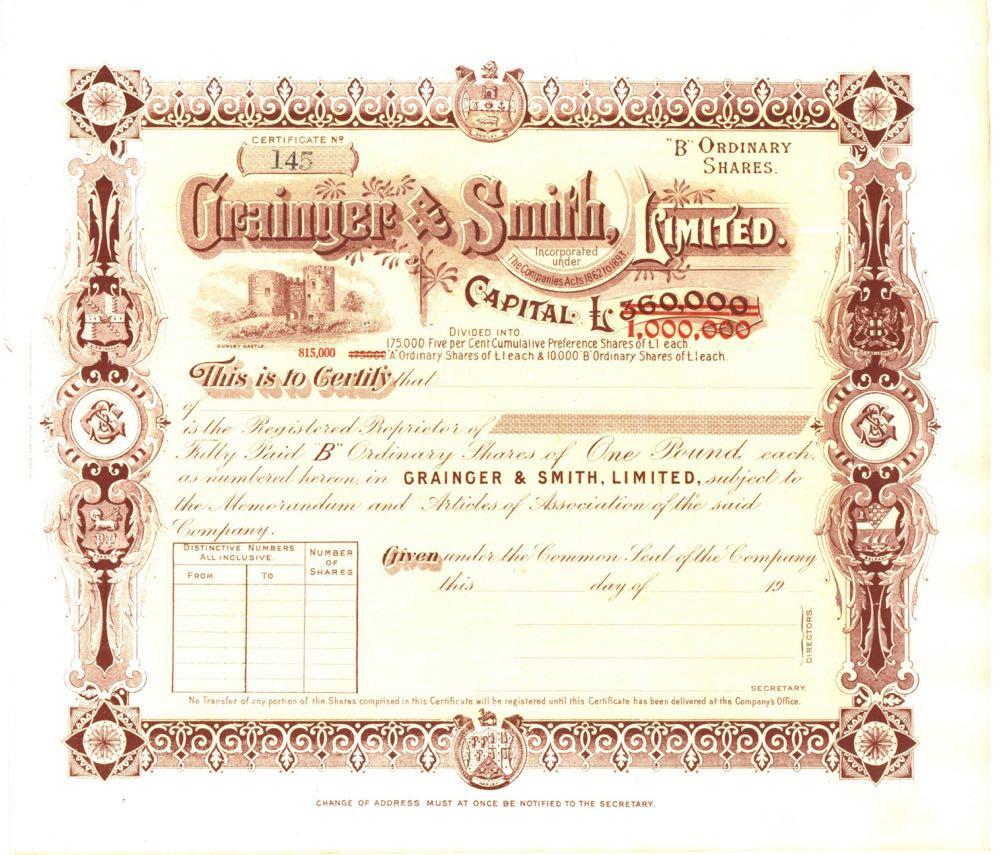 CERTIFICATE Nº
145
"B" ORDINARY
SHARES.
Grainger & Smith, LIMITED.
Incorporated
under
The Companies Acts 1862 to 1893.
CAPITAL £ 360,000
1,000,000
DUDLEY CASTLE.
DIVIDED INTO
175.000 Five per Cent Cumulative Preference Shares of £1 each.
815,000 175000 "A" Ordinary Shares of £1 each & 10.000 "B" Ordinary Shares of £1 each.
This is to Certify that
of
is the Registered Proprietor of
Fully Paid "B" Ordinary Shares of One Pound each,
as numbered hereon, in GRAINGER & SMITH, LIMITED, subject to
the Memorandum and Articles of Association of the said
Company.
DISTINCTIVE NUMBERS
ALL INCLUSIVE.
NUMBER
OF
SHARES
FROM
TO
Given under the Common Seal of the Company
this day of 19
DIRECTORS.
SECRETARY.
No Transfer of any portion of the Shares comprised in this Certificate will be registered until this Certificate has been delivered at the Company's Office.
CHANGE OF ADDRESS MUST AT ONCE BE NOTIFIED TO THE SECRETARY.